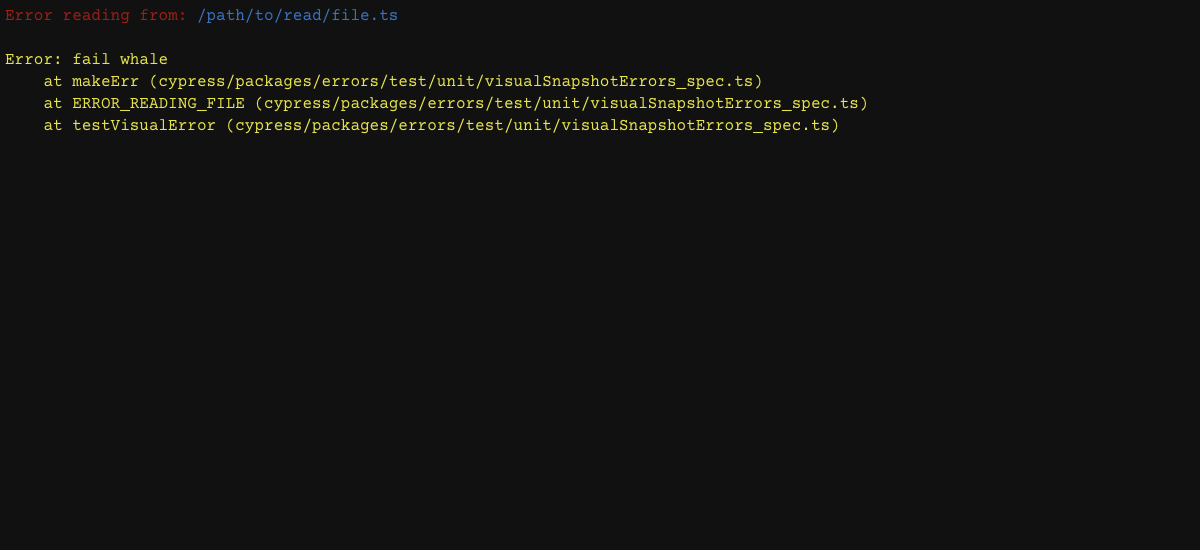 Error reading from: /path/to/read/file.ts
Error: fail whale
at makeErr (cypress/packages/errors/test/unit/visualSnapshotErrors_spec.ts)
at ERROR_READING_FILE (cypress/packages/errors/test/unit/visualSnapshotErrors_spec.ts)
at testVisualError (cypress/packages/errors/test/unit/visualSnapshotErrors_spec.ts)